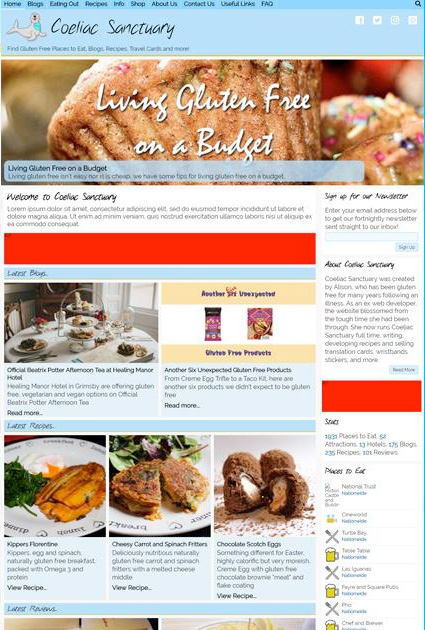 Home Blogs Eating Out Recipes Info Shop About Us Contact Us Useful Links FAQ
Coeliac Sanctuary
Find Gluten Free Places to Eat, Blogs, Recipes, Travel Cards and more!
Living Gluten Free
on a Budget
Living Gluten Free on a Budget
Living gluten free isn't easy nor it is cheap, we have some tips for living gluten free on a budget.
Welcome to Coeliac Sanctuary
Lorem ipsum dolor sit amet, consectetur adipiscing elit, sed do eiusmod tempor incididunt ut labore et
dolore magna aliqua. Ut enim ad minim veniam, quis nostrud exercitation ullamco laboris nisi ut aliquip ex
ea commodo consequat.
Latest Blogs..
Official Beatrix Potter Afternoon Tea at Healing Manor
Hotel
Healing Manor Hotel in Grimsby are offering gluten
free, vegetarian and vegan options on Official
Beatrix Potter Afternoon Tea
Read more..
Another Six Unexpected
Gluten Free Products
Another Six Unexpected Gluten Free Products
From Creme Egg Trifle to a Taco Kit, here are
another six products we didn't expect to be gluten
free
Read more..
Latest Recipes..
Kippers Florentine
Kippers, egg and spinach,
naturally gluten free breakfast,
packed with Omega 3 and
protein
View Recipe...
Cheesy Carrot and Spinach Fritters
Deliciously nutritious naturally
gluten free carrot and spinach
fritters with a melted cheese
middle
View Recipe...
Chocolate Scotch Eggs
Something different for Easter,
highly calorific but very moreish,
Creme Egg with gluten free
chocolate brownie "meat" and
flake coating
View Recipe...
Latest Reviews..
Sign up for our Newsletter
Enter your email address below
to get our fortnightly newsletter
sent straight to our inbox!
Sign Up
About Coeliac Sanctuary
Coeliac Sanctuary was created
by Alison, who has been gluten
free for many years following an
illness. As an ex web developer,
the website blossomed from
the tough time she had been
through. She now runs Coeliac
Sanctuary full time, writing,
developing recipes and selling
translation cards, wristbands
stickers, and more.
Read More
Stats
1931 Places to Eat, 52
Attractions, 13 Hotels, 175 Blogs,
235 Recipes, 101 Reviews
Places to Eat
National Trust
Nationwide
Cineworld
Nationwide
Turtle Bay
Nationwide
Table Table
Nationwide
Las Iguanas
Nationwide
Fayre and Square Pubs
Nationwide
Pho
Nationwide
Chef and Brewer